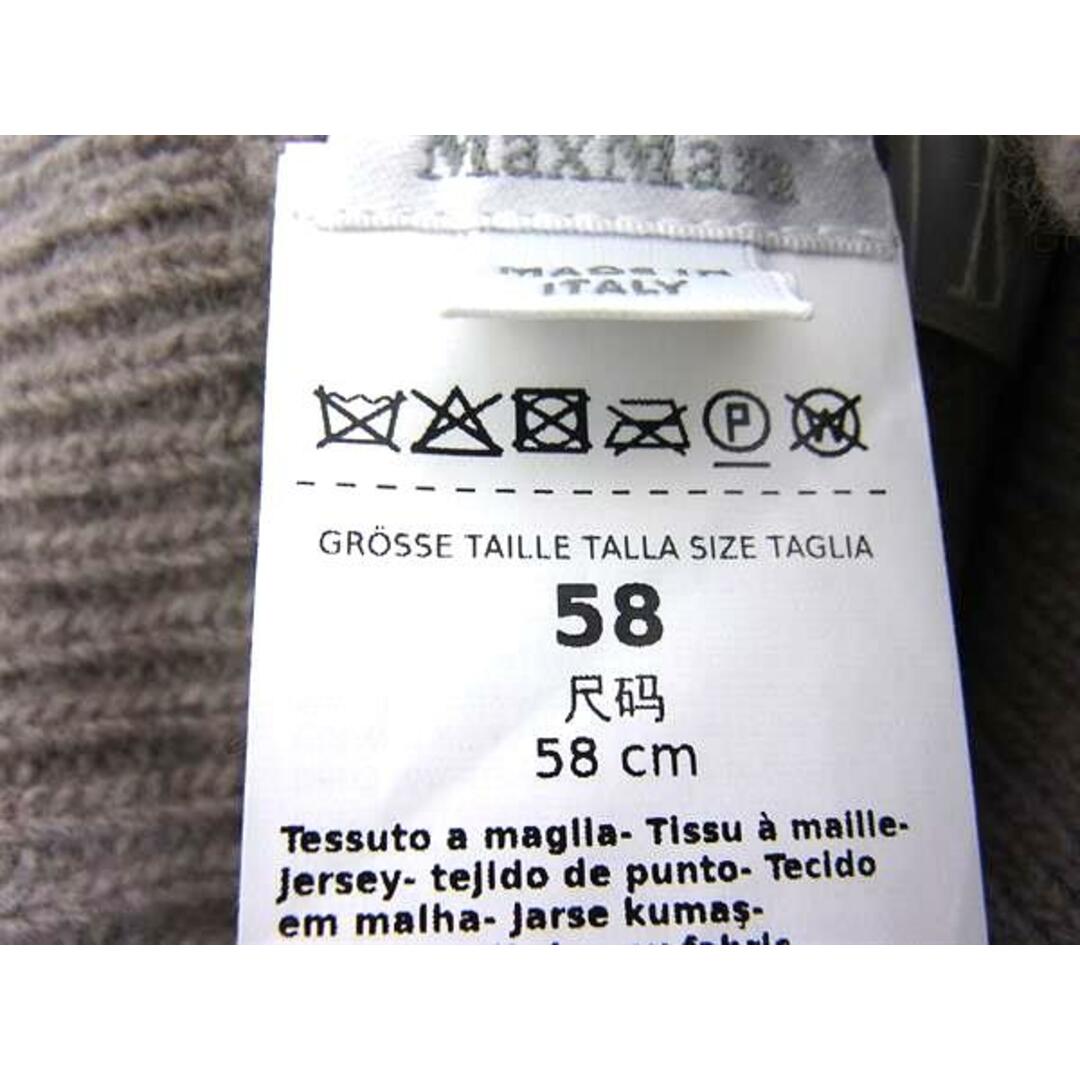 MaxMara
MADE IN
ITALY
P
W
GRÖSSE TAILLE TALLA SIZE TAGLIA
58
尺码
58 cm
Tessuto a maglia- Tissu à maille-
Jersey- tejido de punto- Tecido
em malha- Jarse kumaş-
fabric